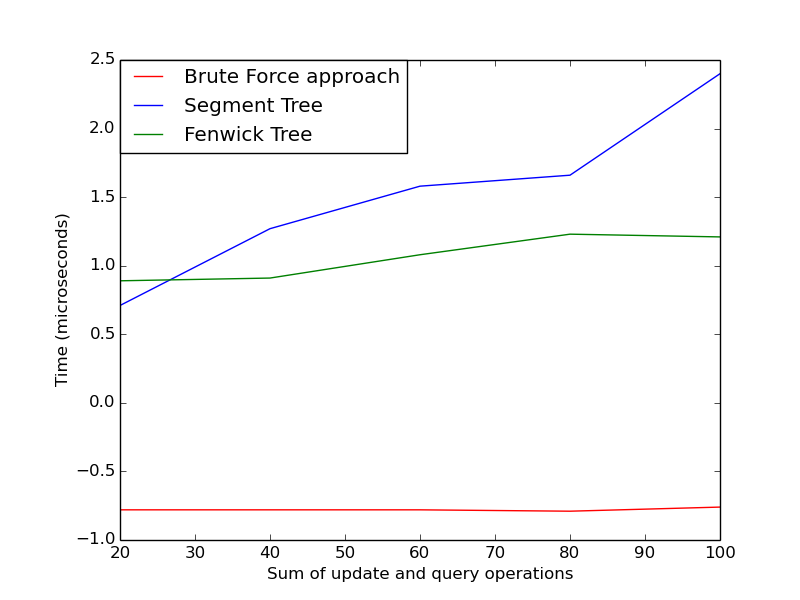 Brute Force approach
Segment Tree
Fenwick Tree
2.5
2.0
1.5
1.0
0.5
0.0
−0.5
−1.0
Time (microseconds)
20 30 40 50 60 70 80 90 100
Sum of update and query operations